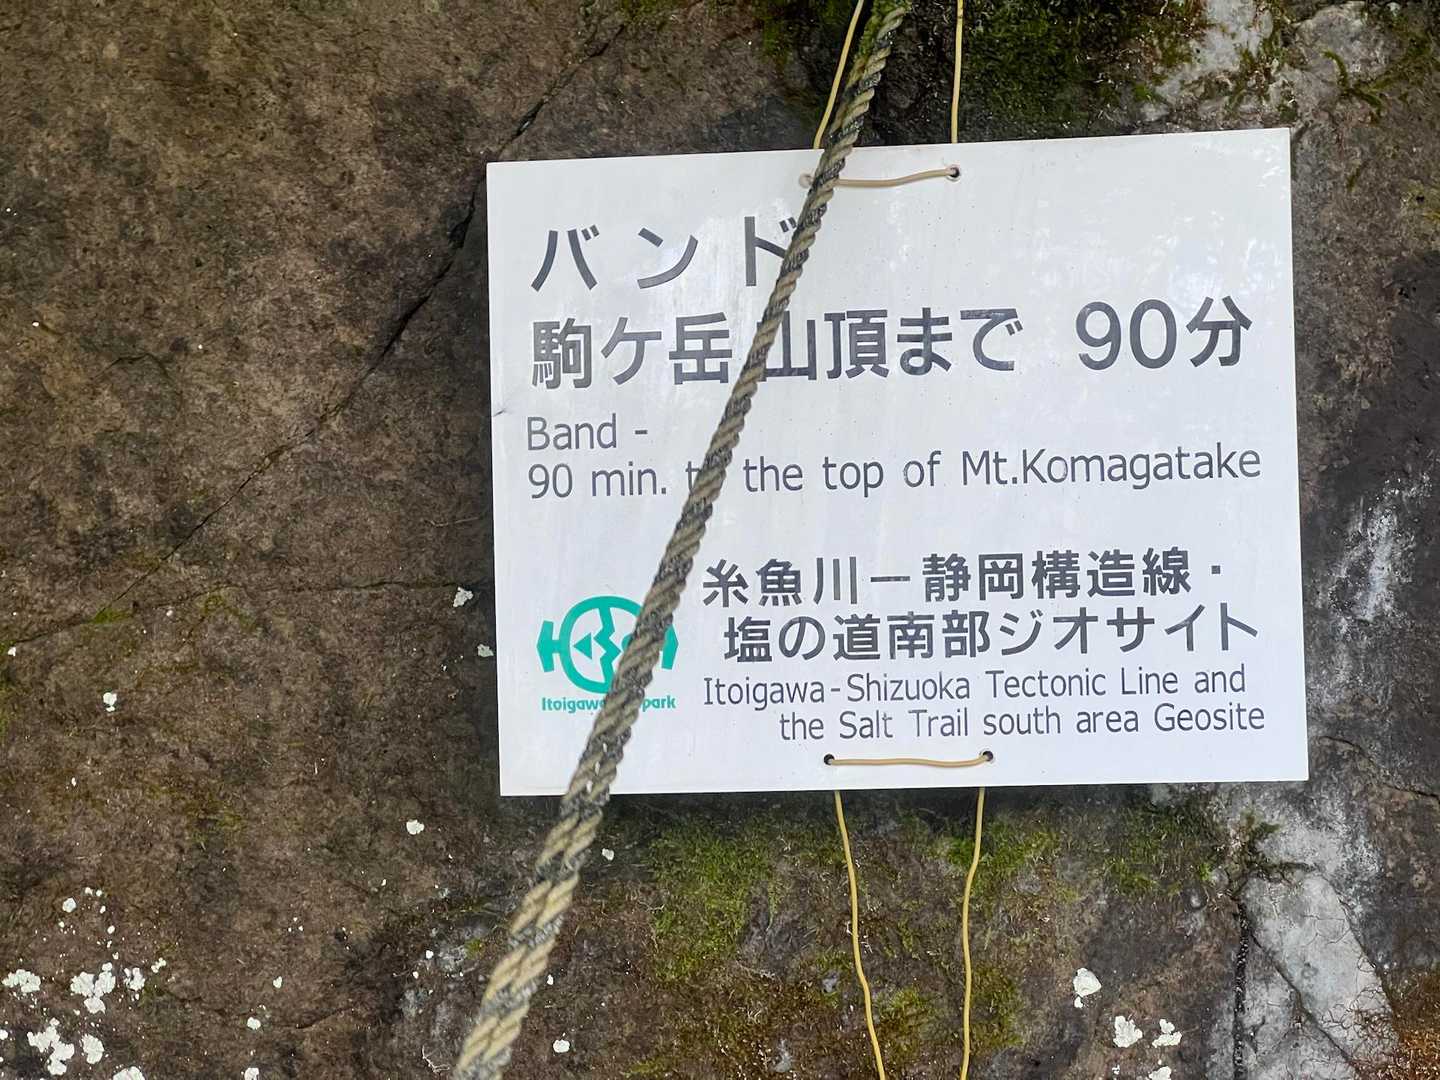 バンド
駒ケ岳山頂まで 90分
Band -
90 min. the top of Mt.Komagatake
糸魚川－静岡構造線・
塩の道南部ジオサイト
Itoigawa-Shizuoka Tectonic Line and
the Salt Trail south area Geosite
Itoigawa park